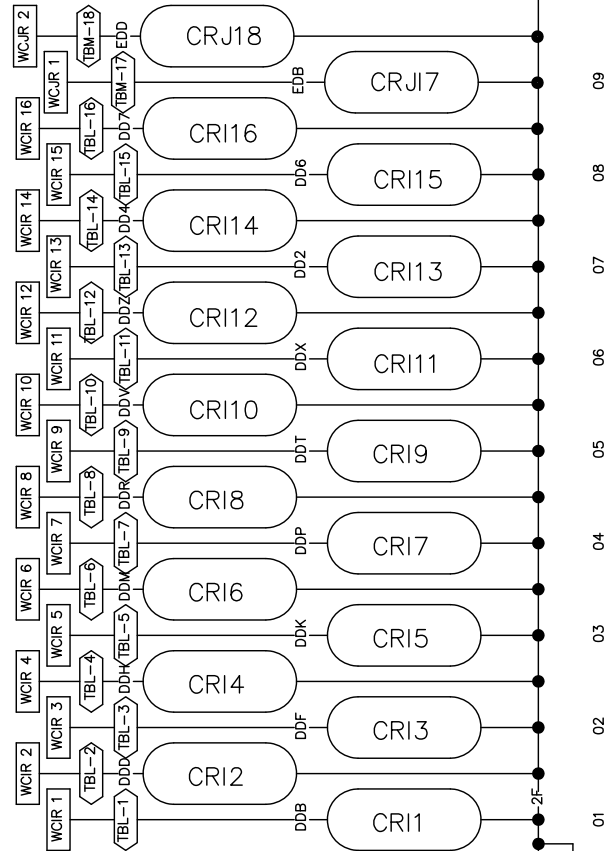 WCJR 2
TBM-18
EDD
CRJ18
WCJR 1
TBM-17
EDB
CRJI7
09
WCIR 16
TBL-16
DD7
CRI16
WCIR 15
TBL-15
DD6
CRI15
08
WCIR 14
TBL-14
DD4
CRI14
WCIR 13
TBL-13
DD2
CRI13
07
WCIR 12
TBL-12
DDZ
CRI12
WCIR 11
TBL-11
DDX
CRI11
06
WCIR 10
TBL-10
DDV
CRI10
WCIR 9
TBL-9
DDT
CRI9
05
WCIR 8
TBL-8
DDR
CRI8
WCIR 7
TBL-7
DDP
CRI7
04
WCIR 6
TBL-6
DDM
CRI6
WCIR 5
TBL-5
DDK
CRI5
03
WCIR 4
TBL-4
DDH
CRI4
WCIR 3
TBL-3
DDF
CRI3
02
WCIR 2
TBL-2
DDD
CRI2
2F
WCIR 1
TBL-1
DDB
CRI1
01